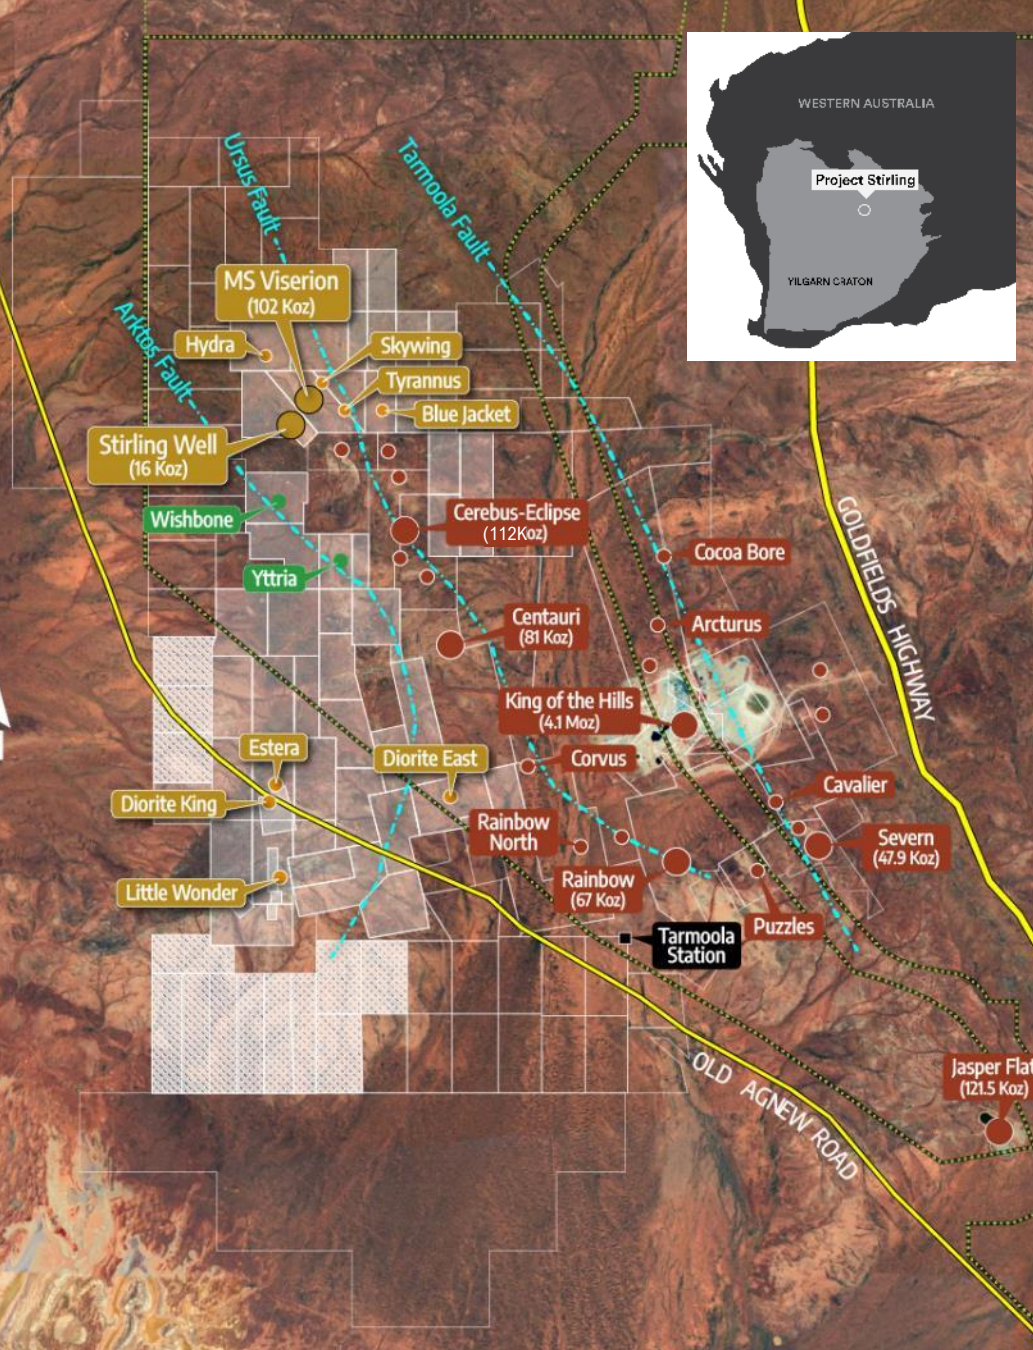 WESTERN AUSTRALIA
Project Stirling
YILGARN CRATON
Ursus Fault
Tarmoola Fault
Arktos Fault
MS Viserion
(102 Koz)
Hydra
Skywing
Tyrannus
Blue Jacket
Stirling Well
(16 Koz)
Wishbone
Yttria
Cerebus-Eclipse
(112Koz)
Cocoa Bore
GOLDFIELDS HIGHWAY
Centauri
(81 Koz)
Arcturus
King of the Hills
(4.1 Moz)
Estera
Diorite East
Corvus
Diorite King
Cavalier
Rainbow
North
Severn
(47.9 Koz)
Little Wonder
Rainbow
(67 Koz)
Puzzles
Tarmoola
Station
OLD AGNEW ROAD
Jasper Flat
(121.5 Koz)